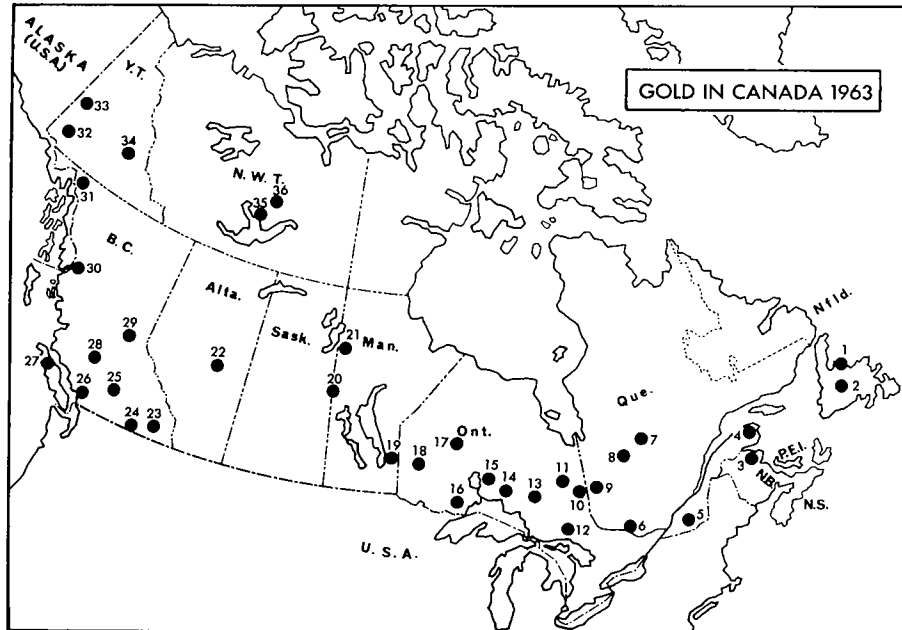 ALASKA
(U.S.A)
Y.T.
GOLD IN CANADA 1963
33
32
34
N.W.T.
36
35
31
B.C.
30
Alta.
Nfld.
29
Sask.
21
Man.
28
27
22
1
2
20
26
25
Que.
24
23
Ont.
17
7
4
19
18
8
P.E.I.
3
NB.
15
14
11
13
10
9
N.S.
16
12
6
5
U.S.A.